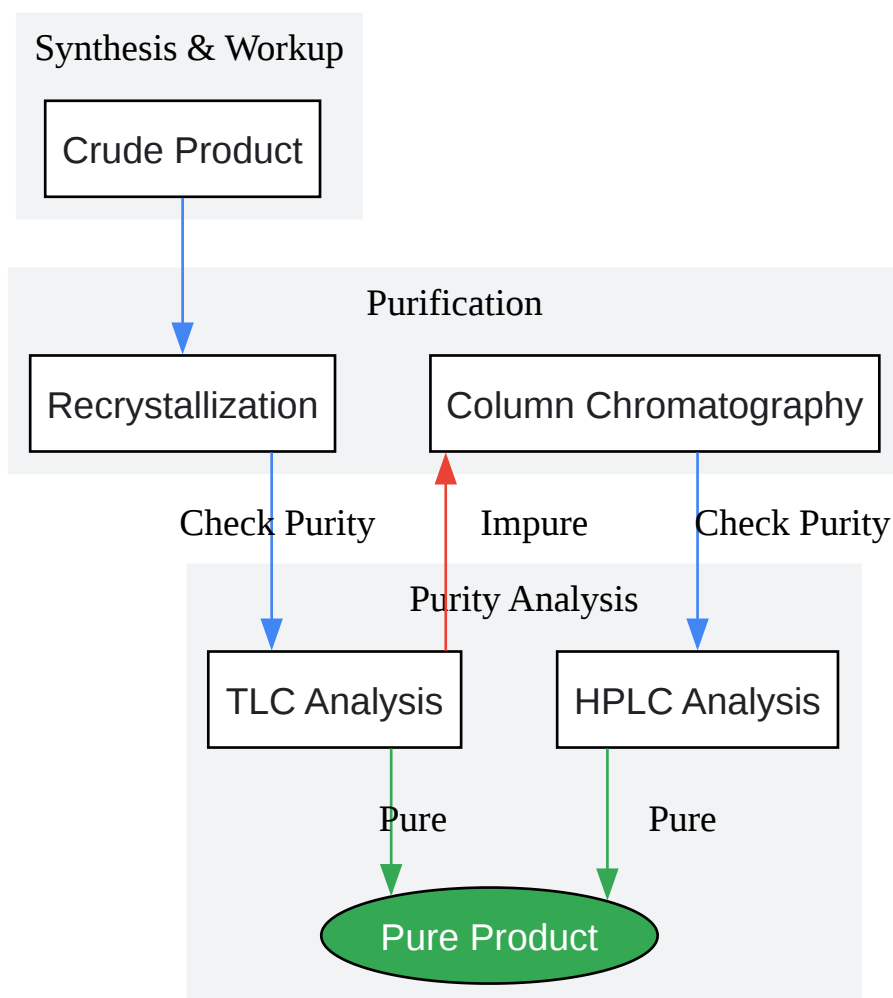 Synthesis & Workup
Crude Product
Purification
Recrystallization
Column Chromatography
Check Purity
Impure
Check Purity
Purity Analysis
TLC Analysis
HPLC Analysis
Pure
Pure
Pure Product